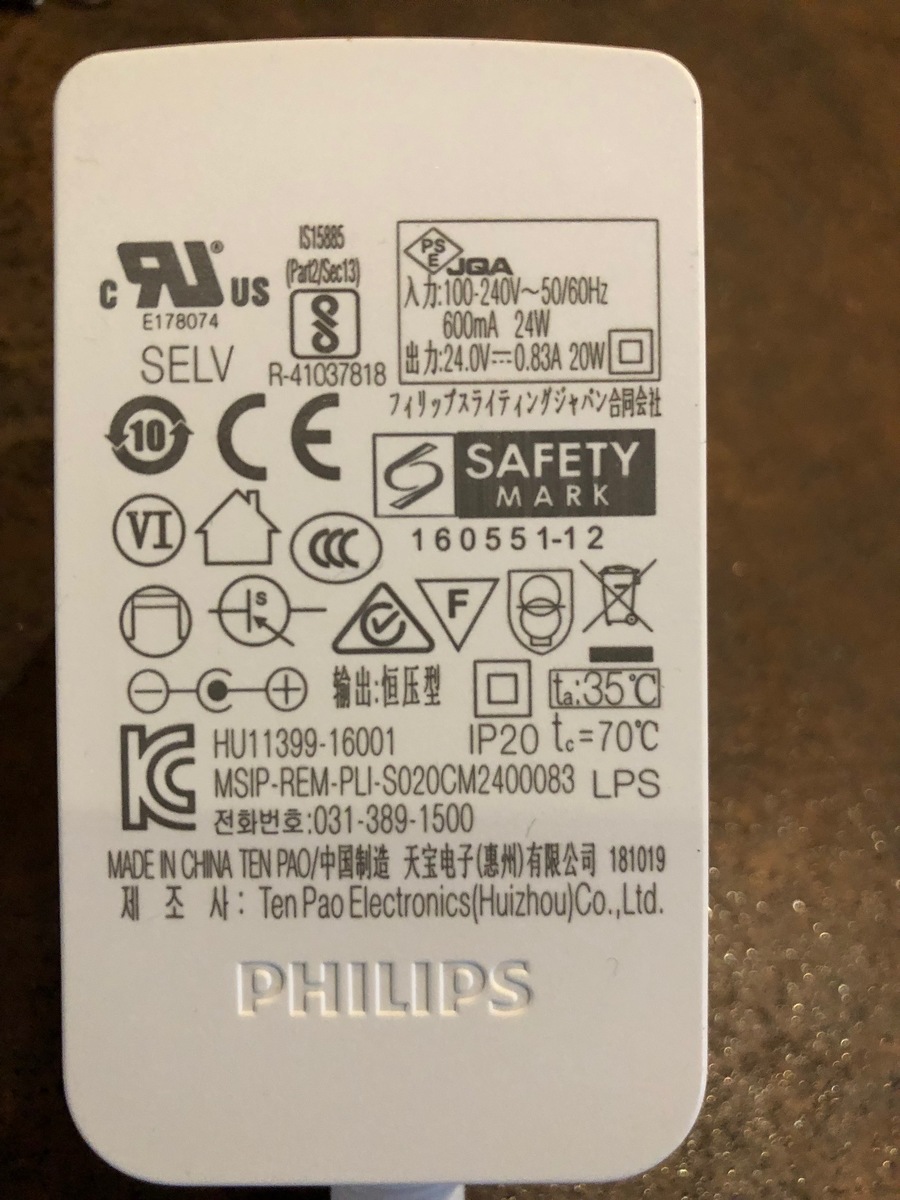 IS15885
(Part2/Sec13)
C RU ® US
E178074
SELV
R-41037818
PSE JQA
入力:100-240V～50/60Hz
600mA 24W
出力:24.0V⎓0.83A 20W
フィリップスライティングジャパン合同会社
10 CE
SAFETY
MARK
160551-12
VI
CCC
S
F
輸出:恒压型
ta:35℃
IP20 tc=70℃
KC
HU11399-16001
MSIP-REM-PLI-S020CM2400083 LPS
전화번호:031-389-1500
MADE IN CHINA TEN PAO/中国制造 天宝电子(惠州)有限公司 181019
제 조 사: Ten Pao Electronics(Huizhou)Co.,Ltd.
PHILIPS